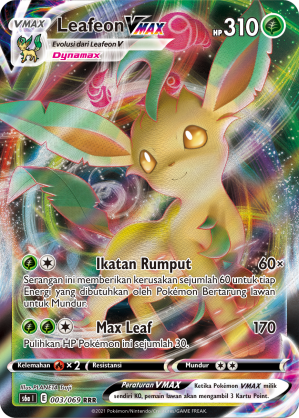 VMAX Leafeon VMAX HP 310
Evolusi dari Leafeon V
Dynamax
Ikatan Rumput 60×
Serangan ini memberikan kerusakan sejumlah 60 untuk tiap
Energi yang dibutuhkan oleh Pokémon Bertarung lawan
untuk Mundur.
Max Leaf 170
Pulihkan HP Pokémon ini sejumlah 30.
Kelemahan ×2 Resistansi Mundur
Illus. PLANETA
E 003/069 RRR
Peraturan VMAX Ketika Pokémon VMAX milik
sendiri KO, pemain lawan akan mengambil 3 Kartu Point.
©2021 Pokémon/Nintendo/Creatures/GAME FREAK.